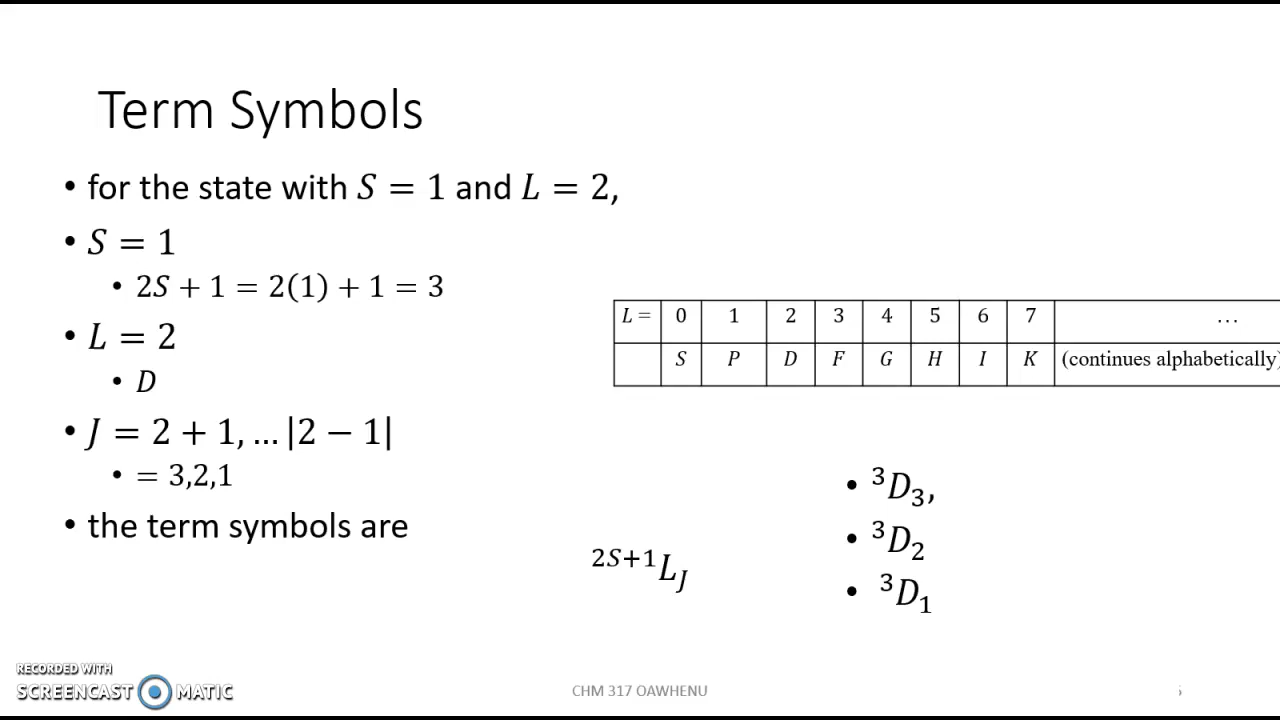 Term Symbols
• for the state with S = 1 and L = 2,
• S = 1
• 2S + 1 = 2(1) + 1 = 3
• L = 2
• D
• J = 2 + 1, … |2 − 1|
• = 3,2,1
• the term symbols are
L = 0 1 2 3 4 5 6 7 …
S P D F G H I K (continues alphabetically)
²ˢ⁺¹L_J
• ³D₃,
• ³D₂
• ³D₁
RECORDED WITH
SCREENCAST MATIC
CHM 317 OAWHENU